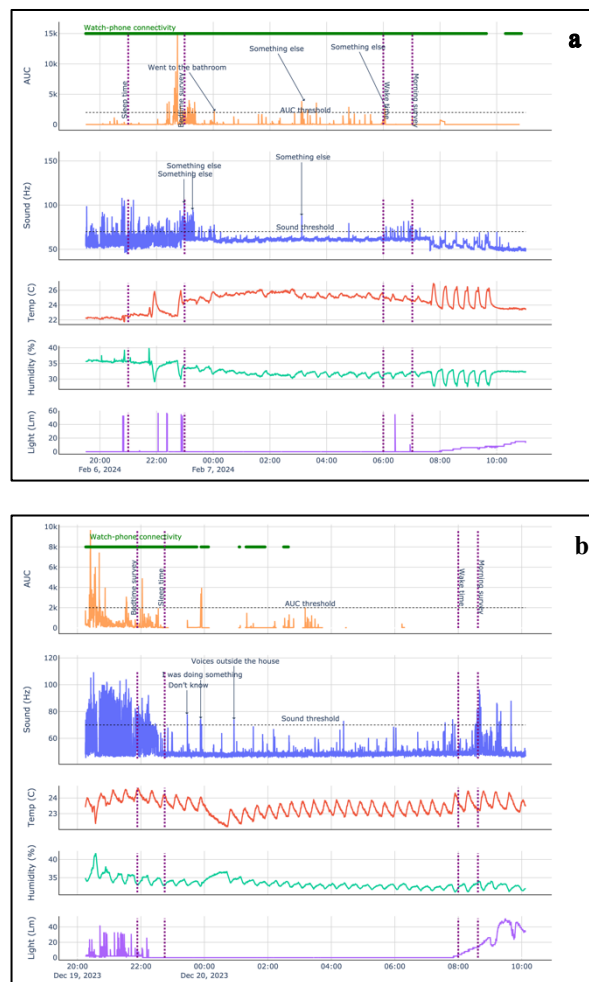 a
Watch-phone connectivity
15k
10k
5k
0
AUC
Something else
Something else
Went to the bathroom
AUC threshold
Sleep time
Bedtime survey
Wake time
Morning survey
100
50
Sound (Hz)
Something else
Something else
Something else
Sound threshold
26
24
22
Temp (C)
40
35
30
Humidity (%)
60
40
20
0
Light (Lm)
20:00 22:00 00:00 02:00 04:00 06:00 08:00 10:00
Feb 6, 2024 Feb 7, 2024
b
10k
8k
6k
4k
2k
0
AUC
Watch-phone connectivity
AUC threshold
Bedtime survey
Sleep time
Wake time
Morning survey
120
100
80
60
40
Sound (Hz)
Voices outside the house
I was doing something
Don't know
Sound threshold
24
23
Temp (C)
40
35
Humidity (%)
40
20
0
Light (Lm)
20:00 22:00 00:00 02:00 04:00 06:00 08:00 10:00
Dec 19, 2023 Dec 20, 2023